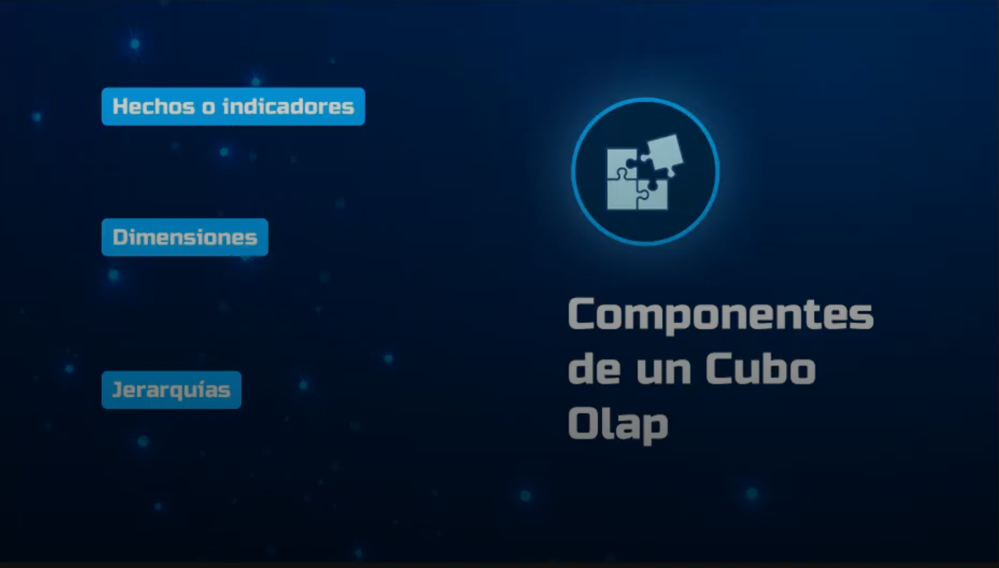 Hechos o indicadores
Dimensiones
Jerarquías
Componentes
de un Cubo
Olap